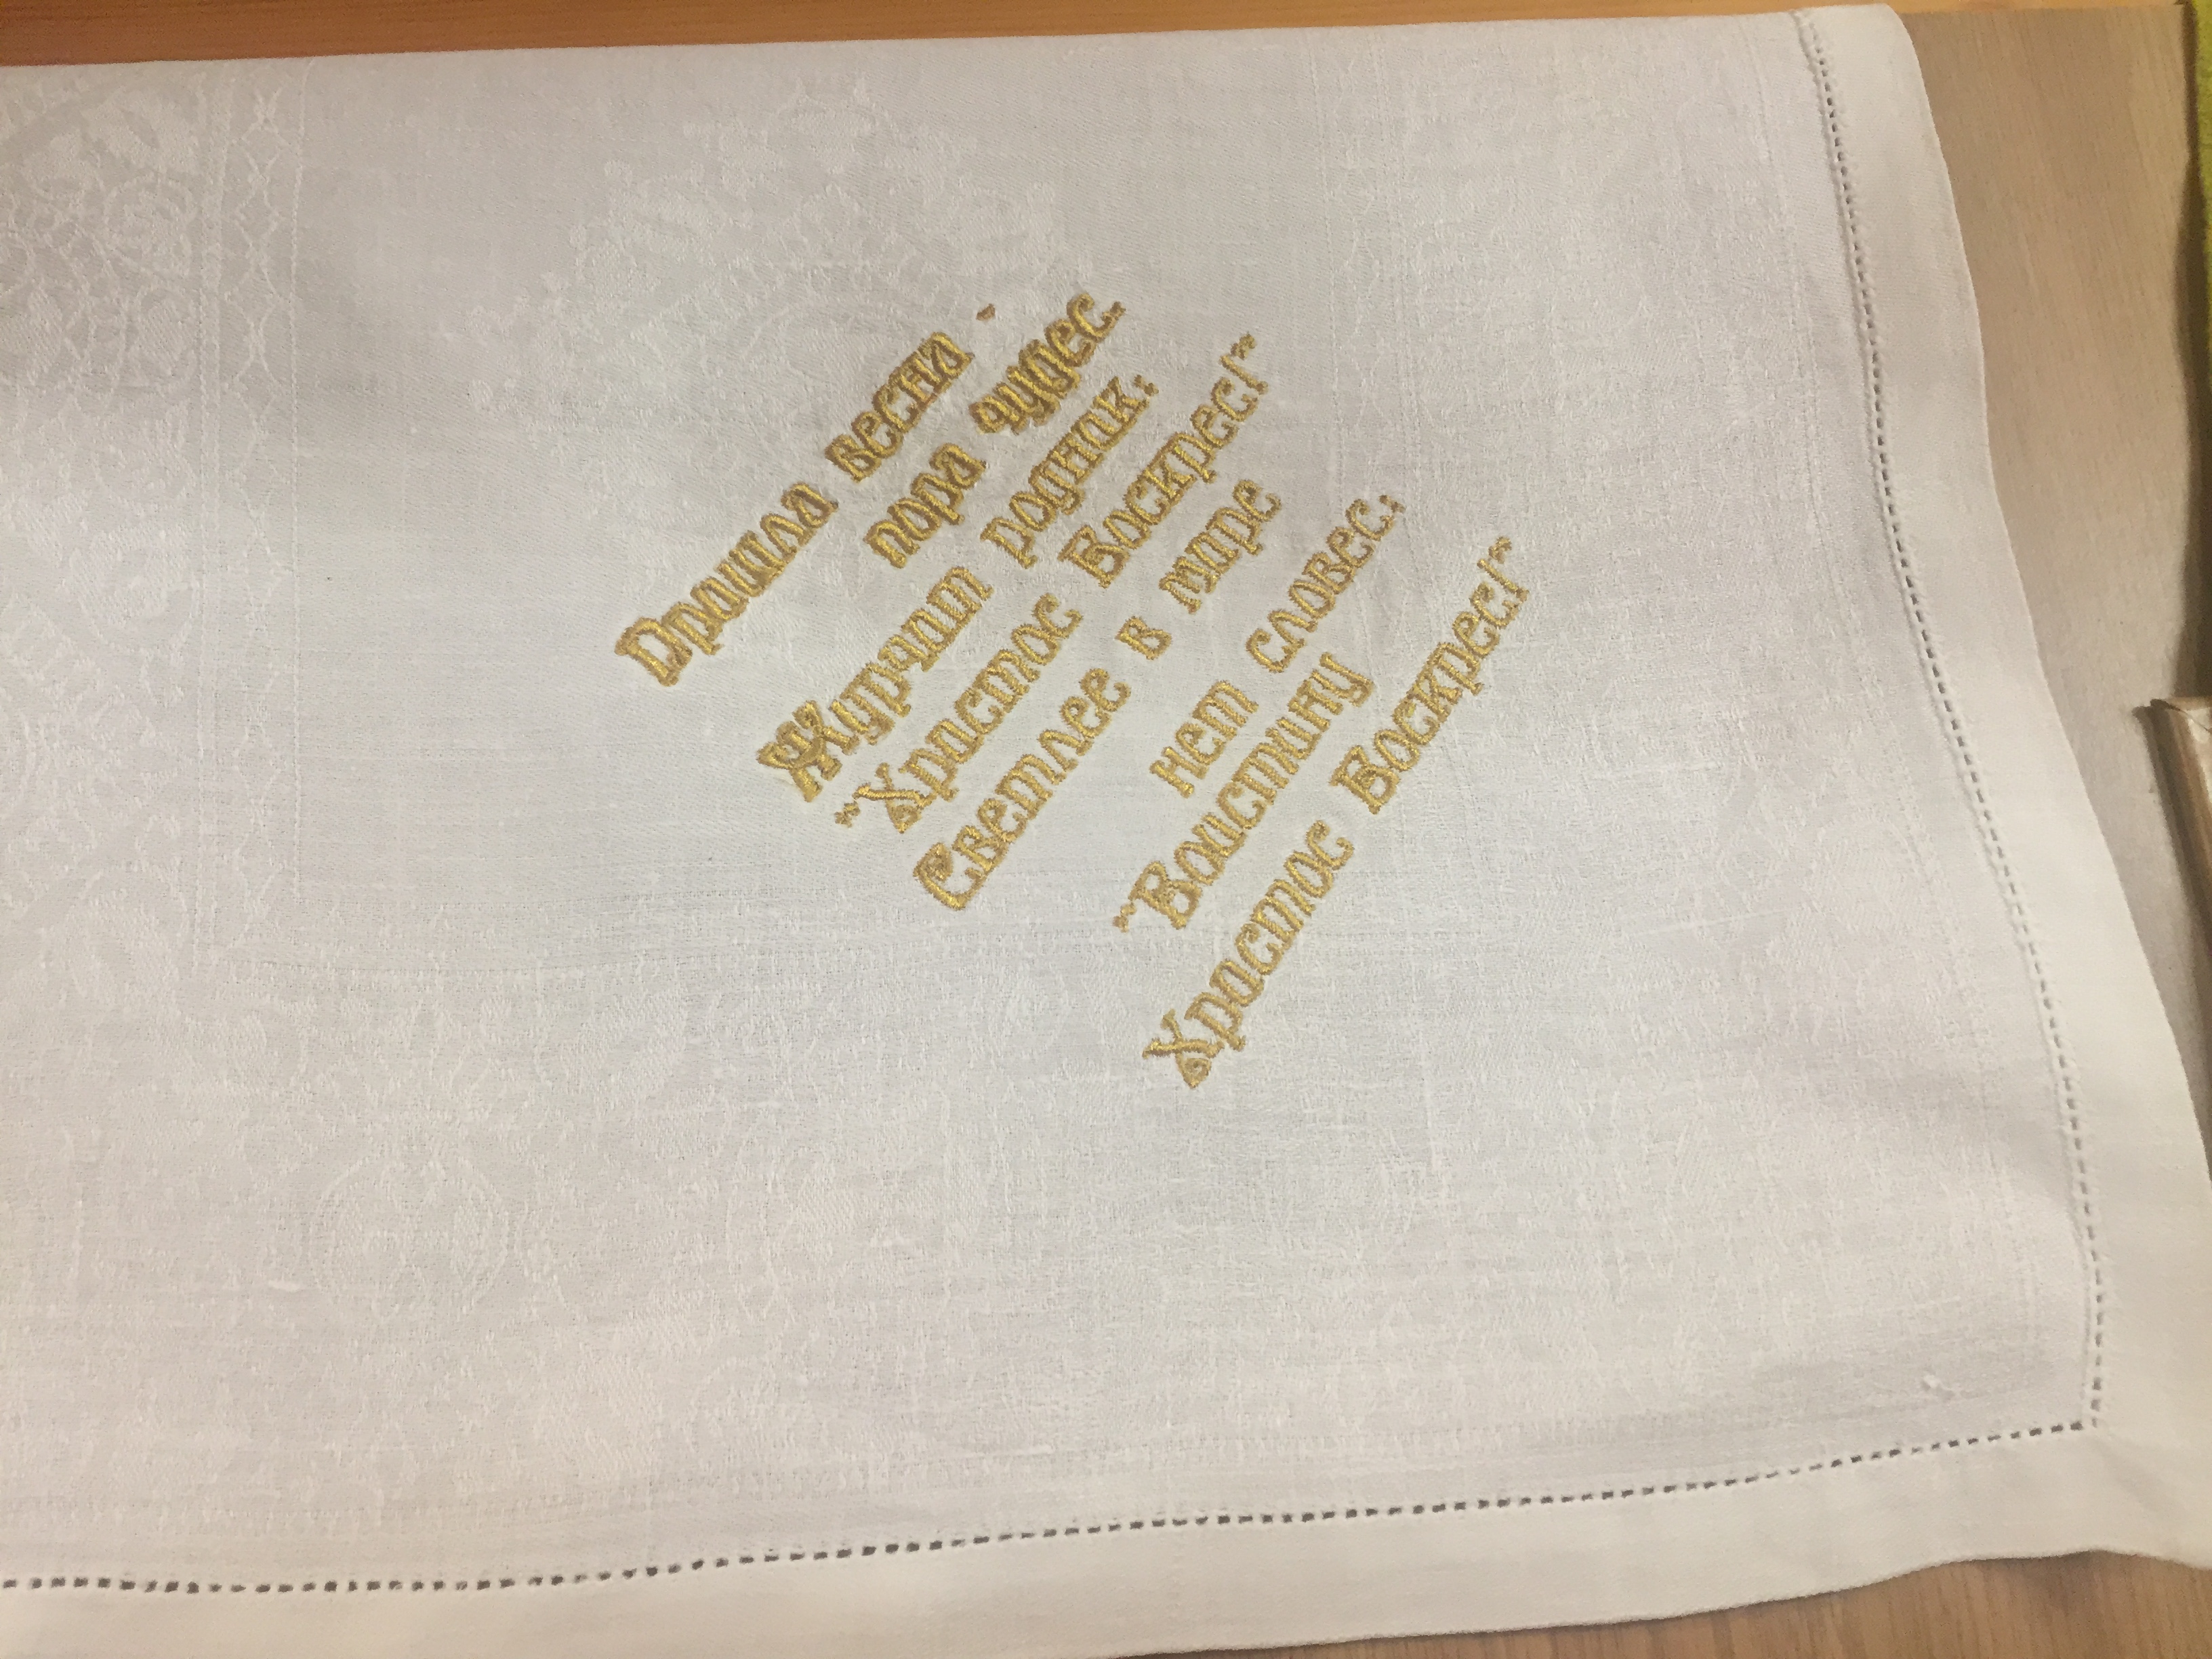 Пришла весна -
пора чудес.
Журчит родник:
"Христос Воскрес!"
Светлее в мире
нет словес:
"Воистину
Христос Воскрес!"